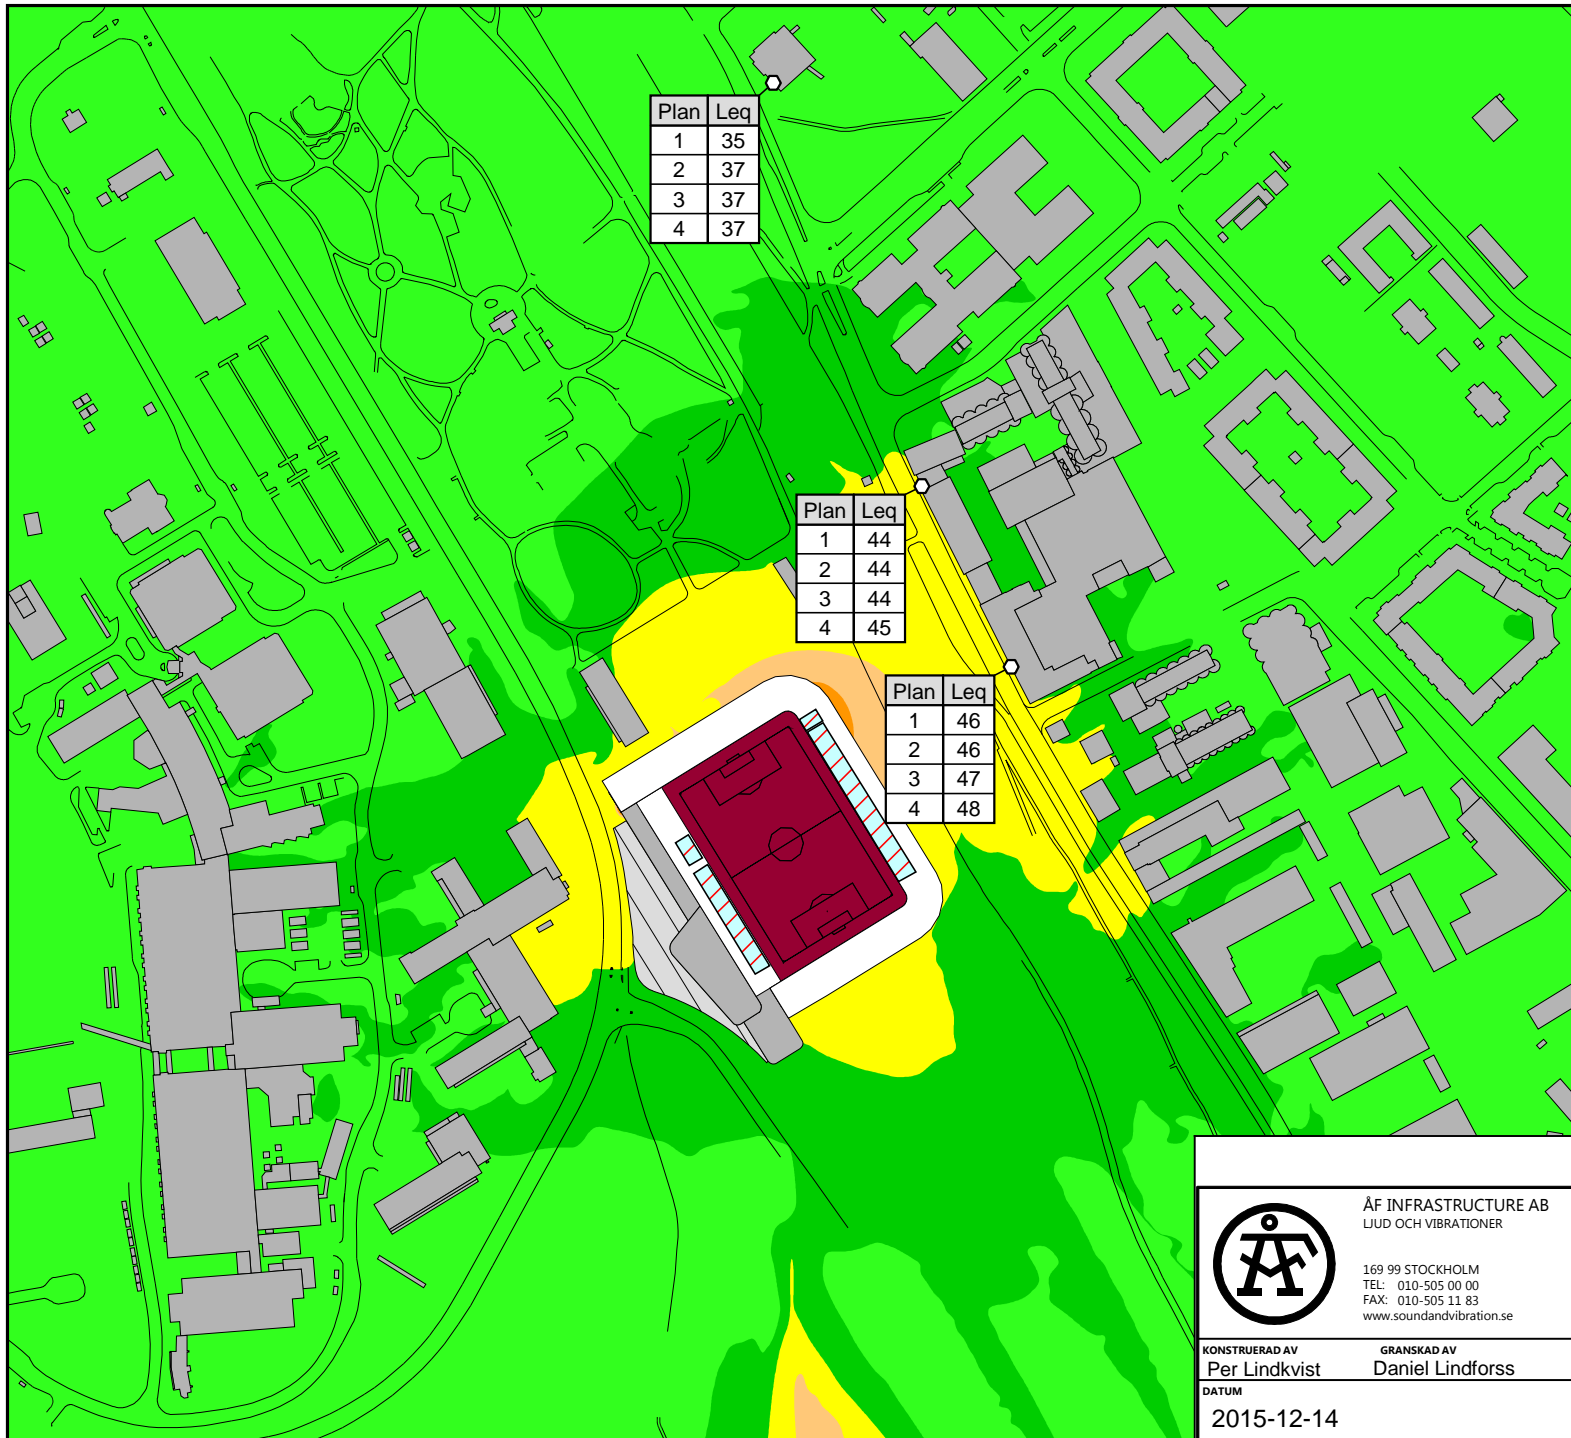 Plan Leq
1 35
2 37
3 37
4 37
Plan Leq
1 44
2 44
3 44
4 45
Plan Leq
1 46
2 46
3 47
4 48
ÅF INFRASTRUCTURE AB
LJUD OCH VIBRATIONER
169 99 STOCKHOLM
TEL: 010-505 00 00
FAX: 010-505 11 83
www.soundandvibration.se
ÅF
KONSTRUERAD AV GRANSKAD AV
Per Lindkvist Daniel Lindforss
DATUM
2015-12-14